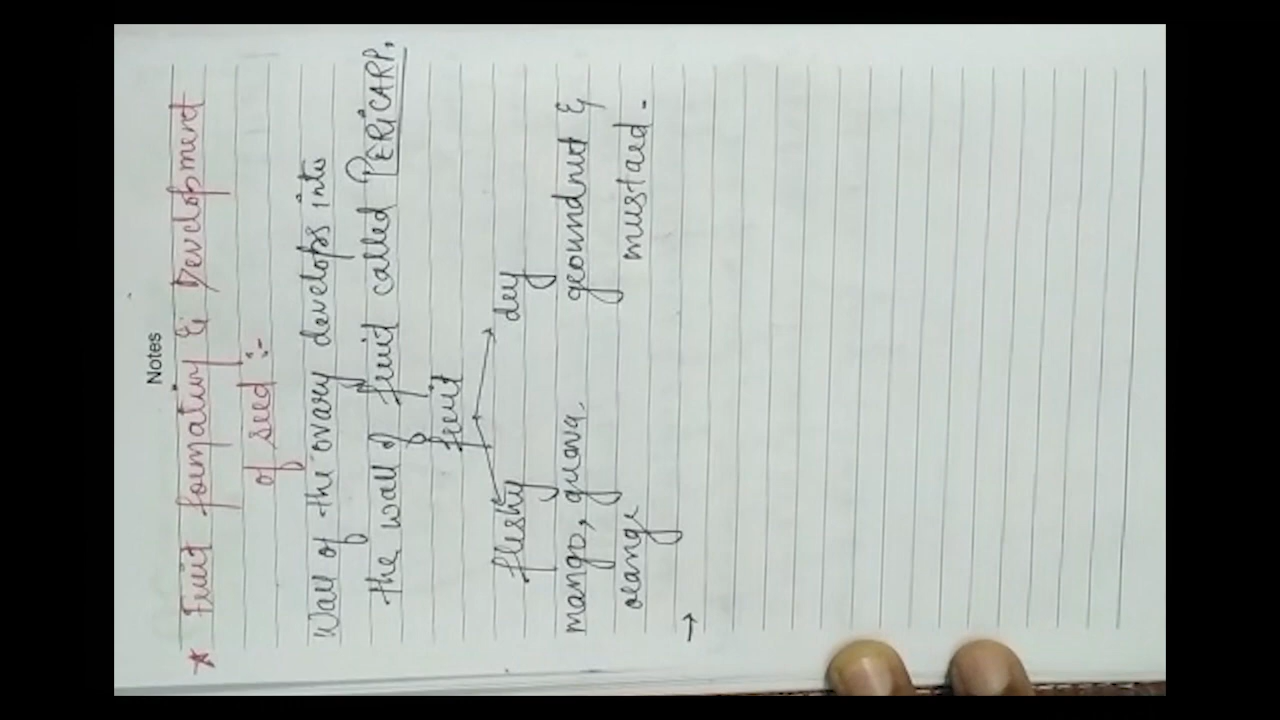 Notes
★ Fruit formation & Development
of seed :-
Wall of the ovary develops into
the wall of fruit called PERiCARP.
fruit
fleshy dry
mango, guava, groundnut &
orange mustard.
→